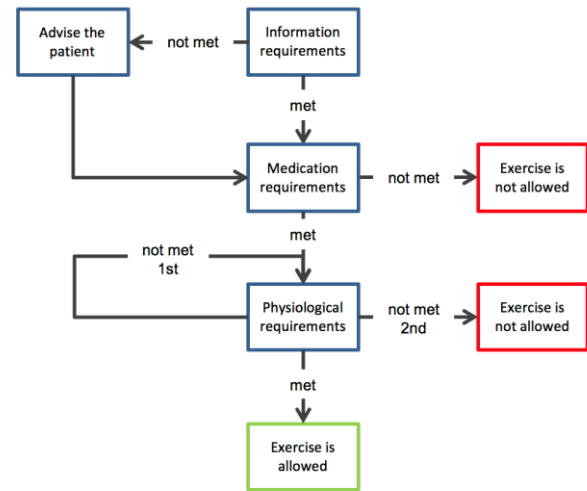 Advise the
patient
not met
Information
requirements
met
Medication
requirements
not met
Exercise is
not allowed
met
not met
1st
Physiological
requirements
not met
2nd
Exercise is
not allowed
met
Exercise is
allowed